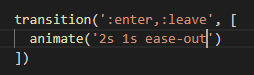 transition(':enter,:leave', [
  animate('2s 1s ease-out')
])